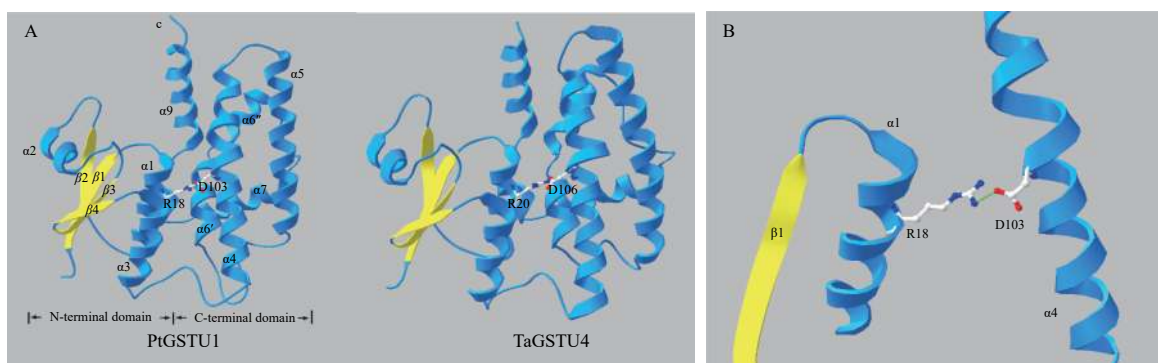 A
c
α5
α9
α6″
α2
α1
β2
β1
β3
D103
R18
α7
β4
α6′
α3
α4
N-terminal domain
C-terminal domain
PtGSTU1
D106
R20
TaGSTU4
B
α1
β1
R18
D103
α4